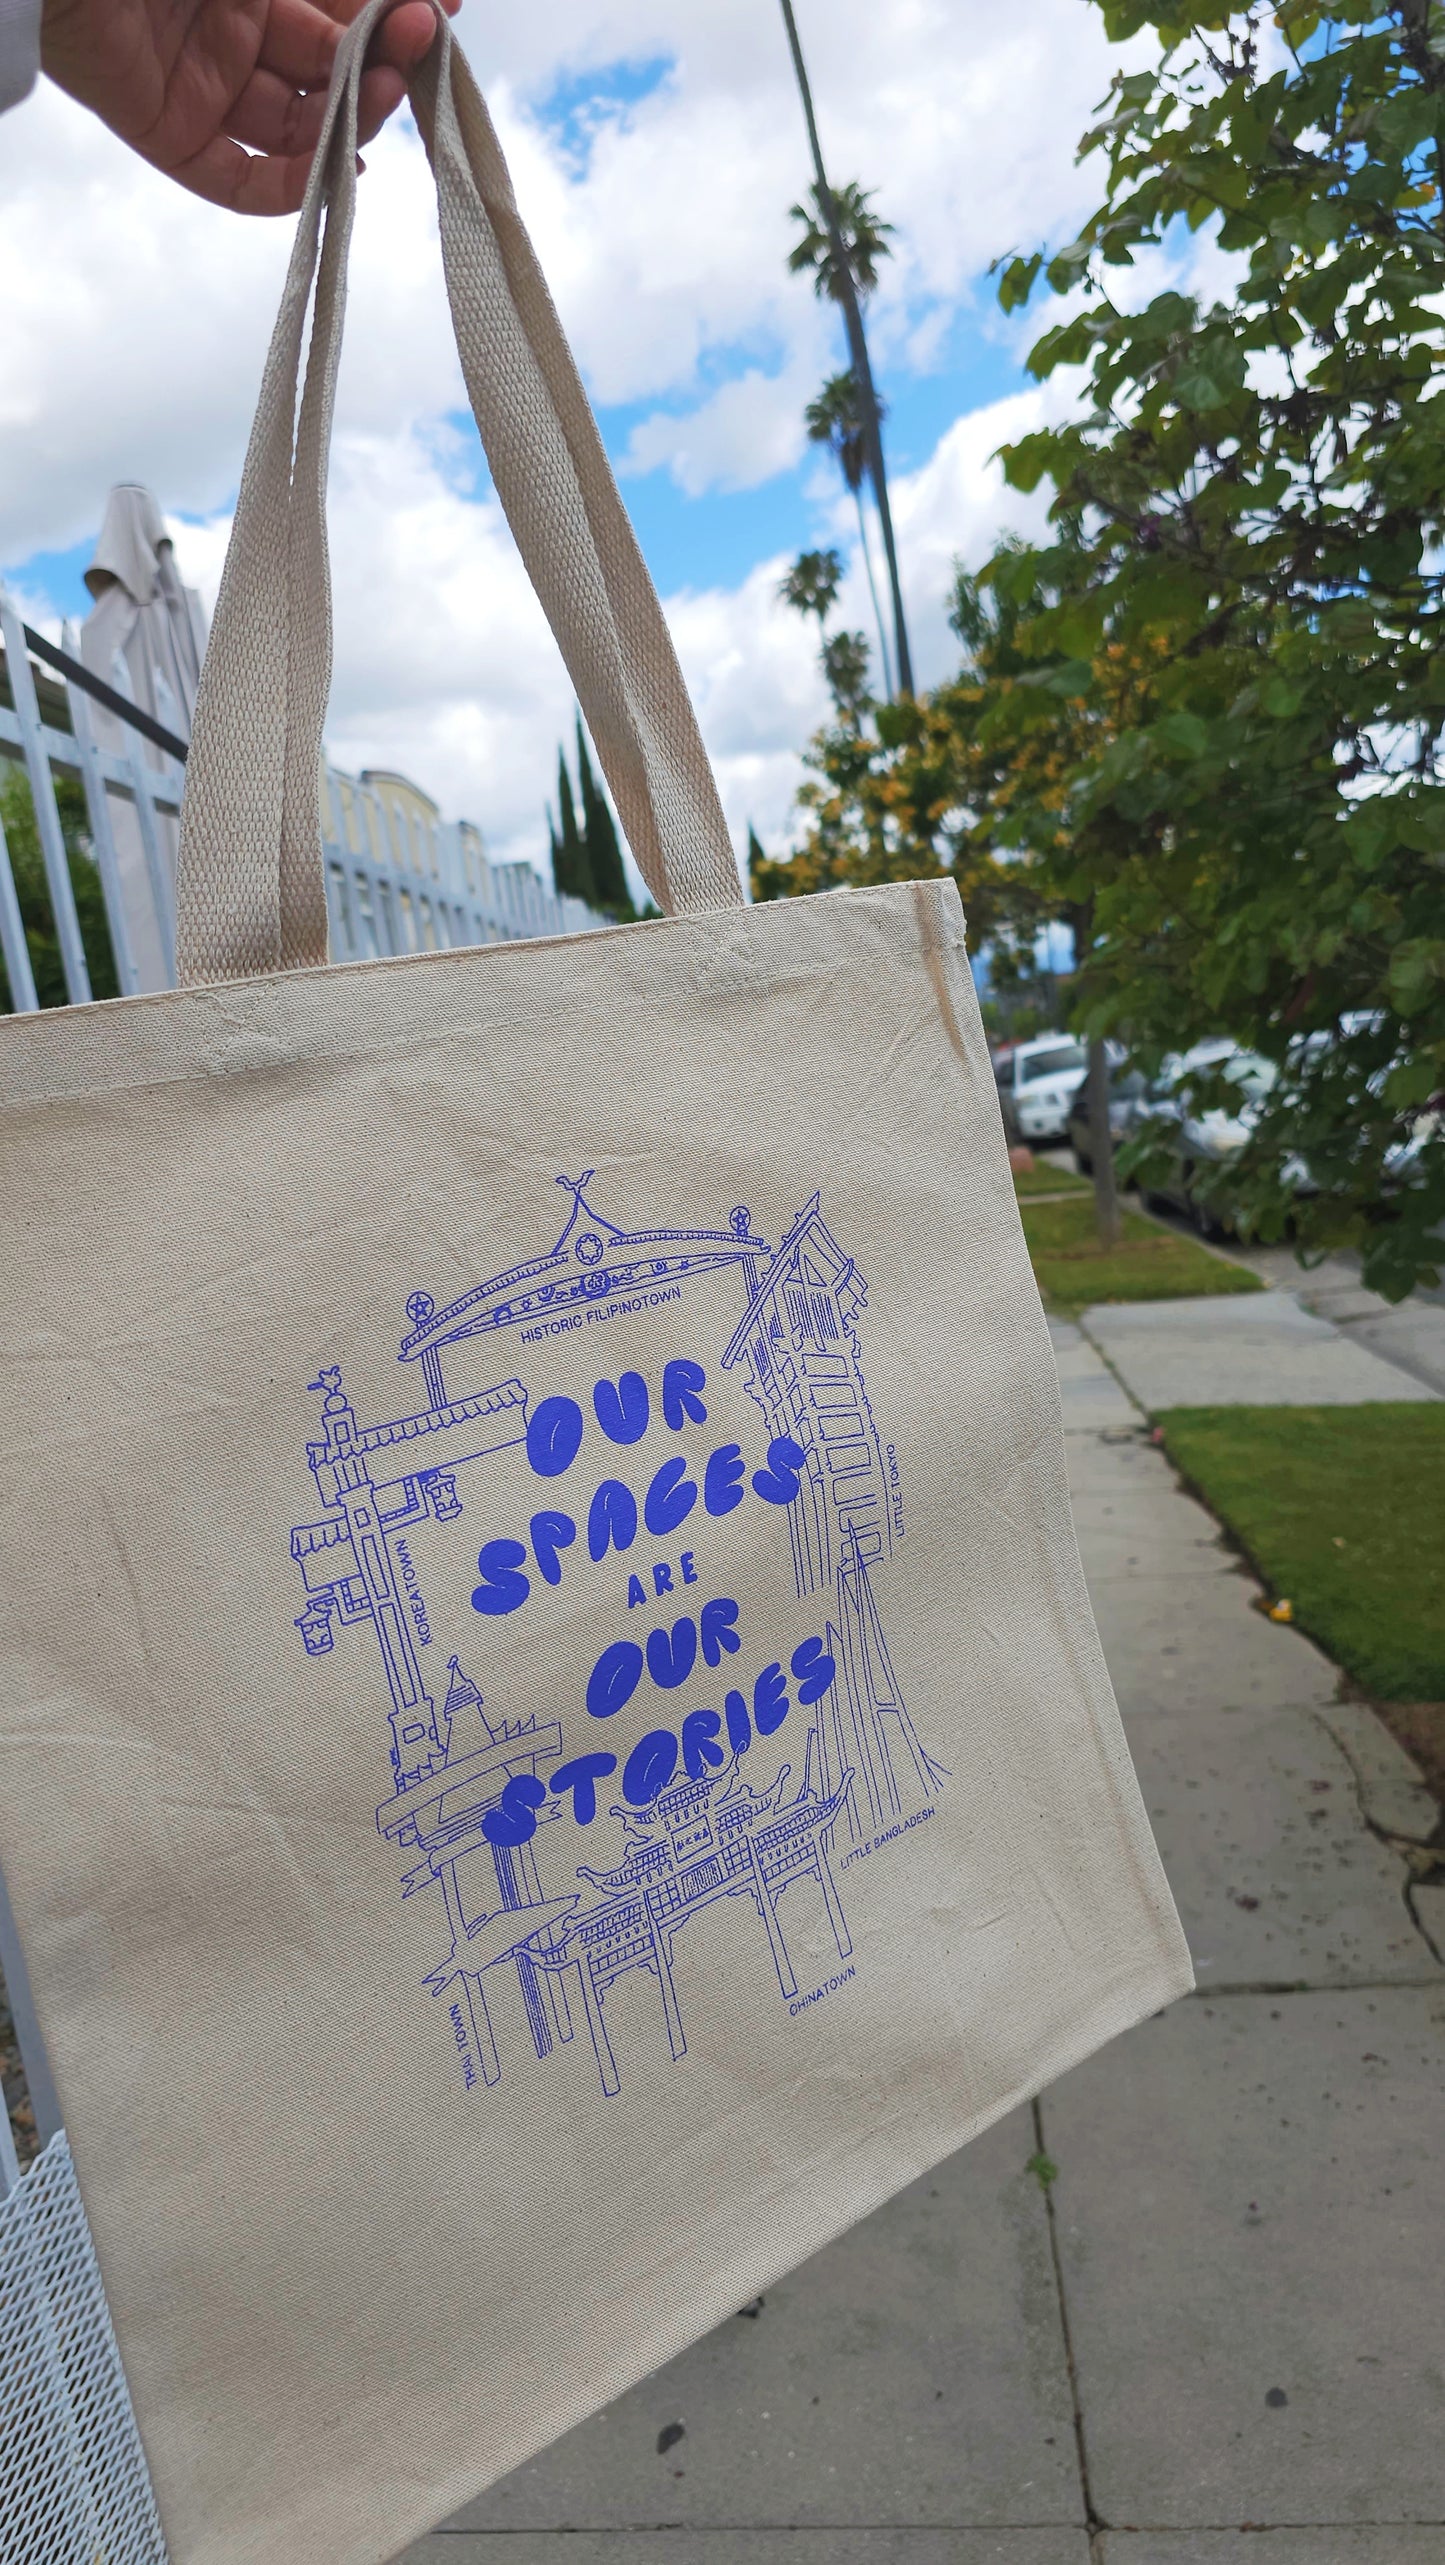 HISTORIC FILIPINOTOWN
OUR
SPACES
ARE
OUR
STORIES
KOREATOWN
LITTLE TOKYO
LITTLE BANGLADESH
CHINATOWN
THAI TOWN